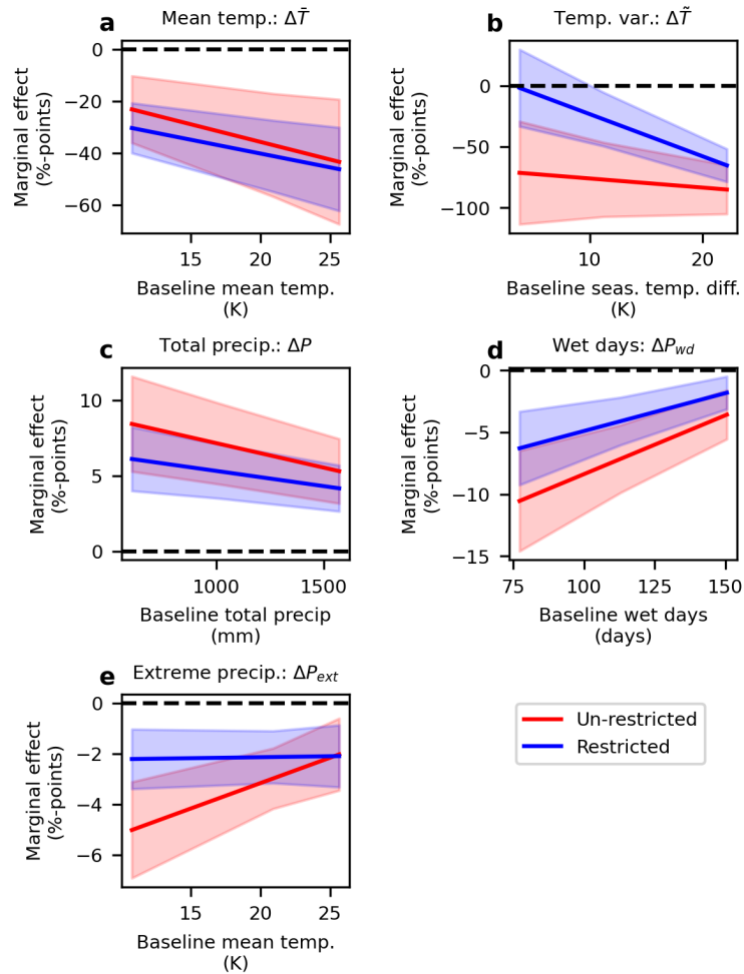 a Mean temp.: ΔT̄
0
−20
−40
−60
Marginal effect
(%-points)
15 20 25
Baseline mean temp.
(K)
b Temp. var.: ΔT̃
0
−50
−100
Marginal effect
(%-points)
10 20
Baseline seas. temp. diff.
(K)
c Total precip.: ΔP
10
5
0
Marginal effect
(%-points)
1000 1500
Baseline total precip
(mm)
d Wet days: ΔP_wd
0
−5
−10
−15
Marginal effect
(%-points)
75 100 125 150
Baseline wet days
(days)
e Extreme precip.: ΔP_ext
0
−2
−4
−6
Marginal effect
(%-points)
15 20 25
Baseline mean temp.
(K)
Un-restricted
Restricted